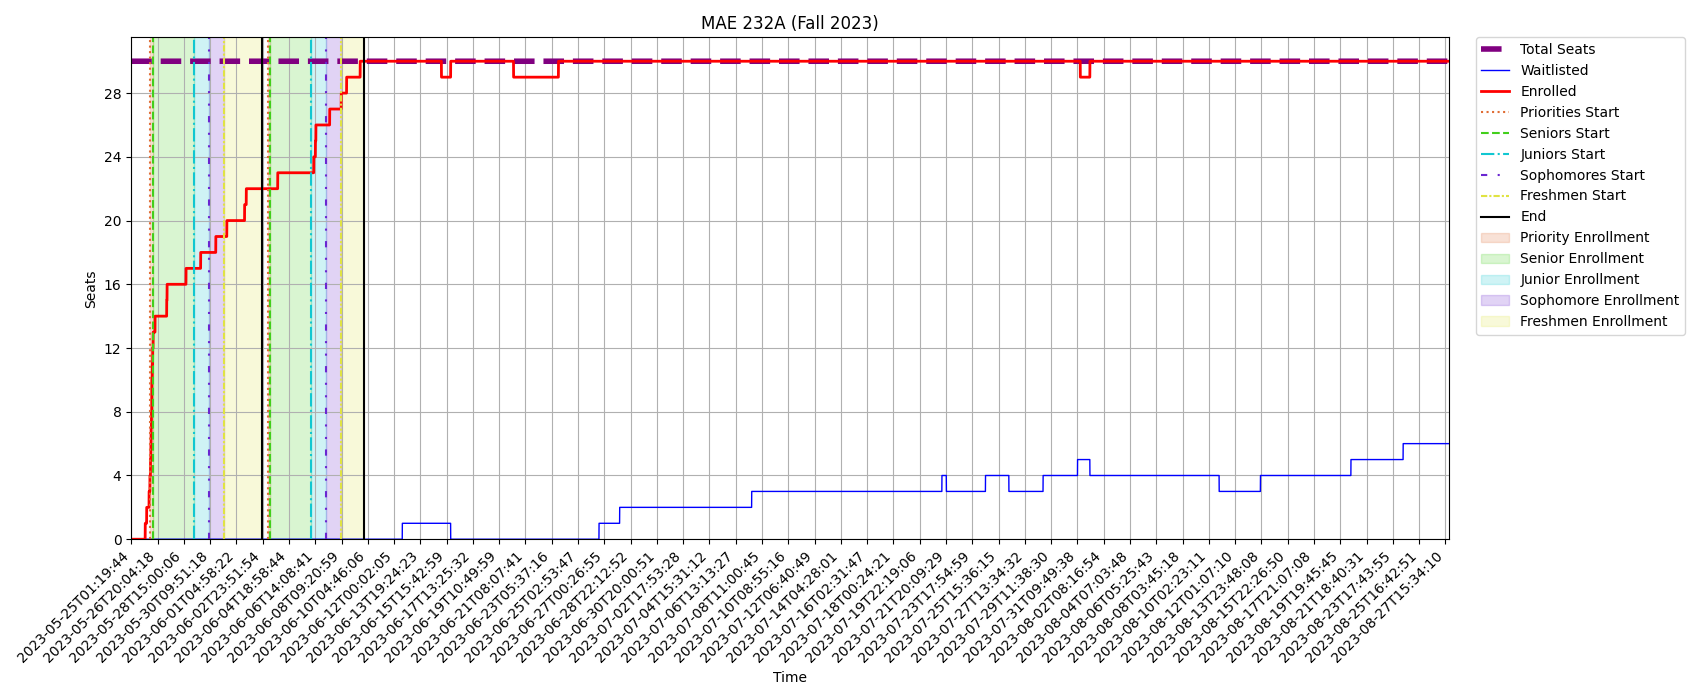 MAE 232A (Fall 2023)
Total Seats
Waitlisted
Enrolled
Priorities Start
Seniors Start
Juniors Start
Sophomores Start
Freshmen Start
End
Priority Enrollment
Senior Enrollment
Junior Enrollment
Sophomore Enrollment
Freshmen Enrollment
Seats
28
24
20
16
12
8
4
0
2023-05-25T01:19:44
2023-05-26T20:04:18
2023-05-28T15:00:06
2023-05-30T09:51:18
2023-06-01T04:58:22
2023-06-02T23:51:54
2023-06-04T18:58:44
2023-06-06T14:08:41
2023-06-08T09:20:59
2023-06-10T04:46:06
2023-06-12T00:02:05
2023-06-13T19:24:23
2023-06-15T15:42:59
2023-06-17T13:25:32
2023-06-19T10:49:59
2023-06-21T08:07:41
2023-06-23T05:37:16
2023-06-25T02:53:47
2023-06-27T00:26:55
2023-06-28T22:12:52
2023-06-30T20:00:51
2023-07-02T17:53:28
2023-07-04T15:31:12
2023-07-06T13:13:27
2023-07-08T11:00:45
2023-07-10T08:55:16
2023-07-12T06:40:49
2023-07-14T04:28:01
2023-07-16T02:31:47
2023-07-18T00:24:21
2023-07-19T22:19:06
2023-07-21T20:09:29
2023-07-23T17:54:59
2023-07-25T15:36:15
2023-07-27T13:34:32
2023-07-29T11:38:30
2023-07-31T09:49:38
2023-08-02T08:16:54
2023-08-04T07:03:48
2023-08-06T05:25:43
2023-08-08T03:45:18
2023-08-10T02:23:11
2023-08-12T01:07:10
2023-08-13T23:48:08
2023-08-15T22:26:50
2023-08-17T21:07:08
2023-08-19T19:45:45
2023-08-21T18:40:31
2023-08-23T17:43:55
2023-08-25T16:42:51
2023-08-27T15:34:10
Time